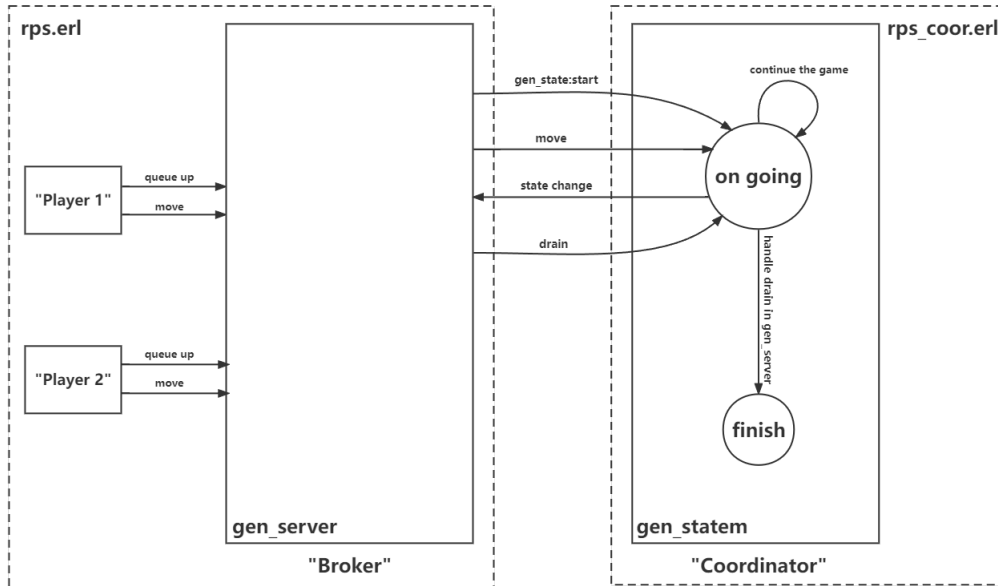 rps.erl
rps_coor.erl
gen_state:start
continue the game
move
on going
"Player 1"
queue up
move
state change
drain
handle drain in gen_server
"Player 2"
queue up
move
finish
gen_server
gen_statem
"Broker"
"Coordinator"